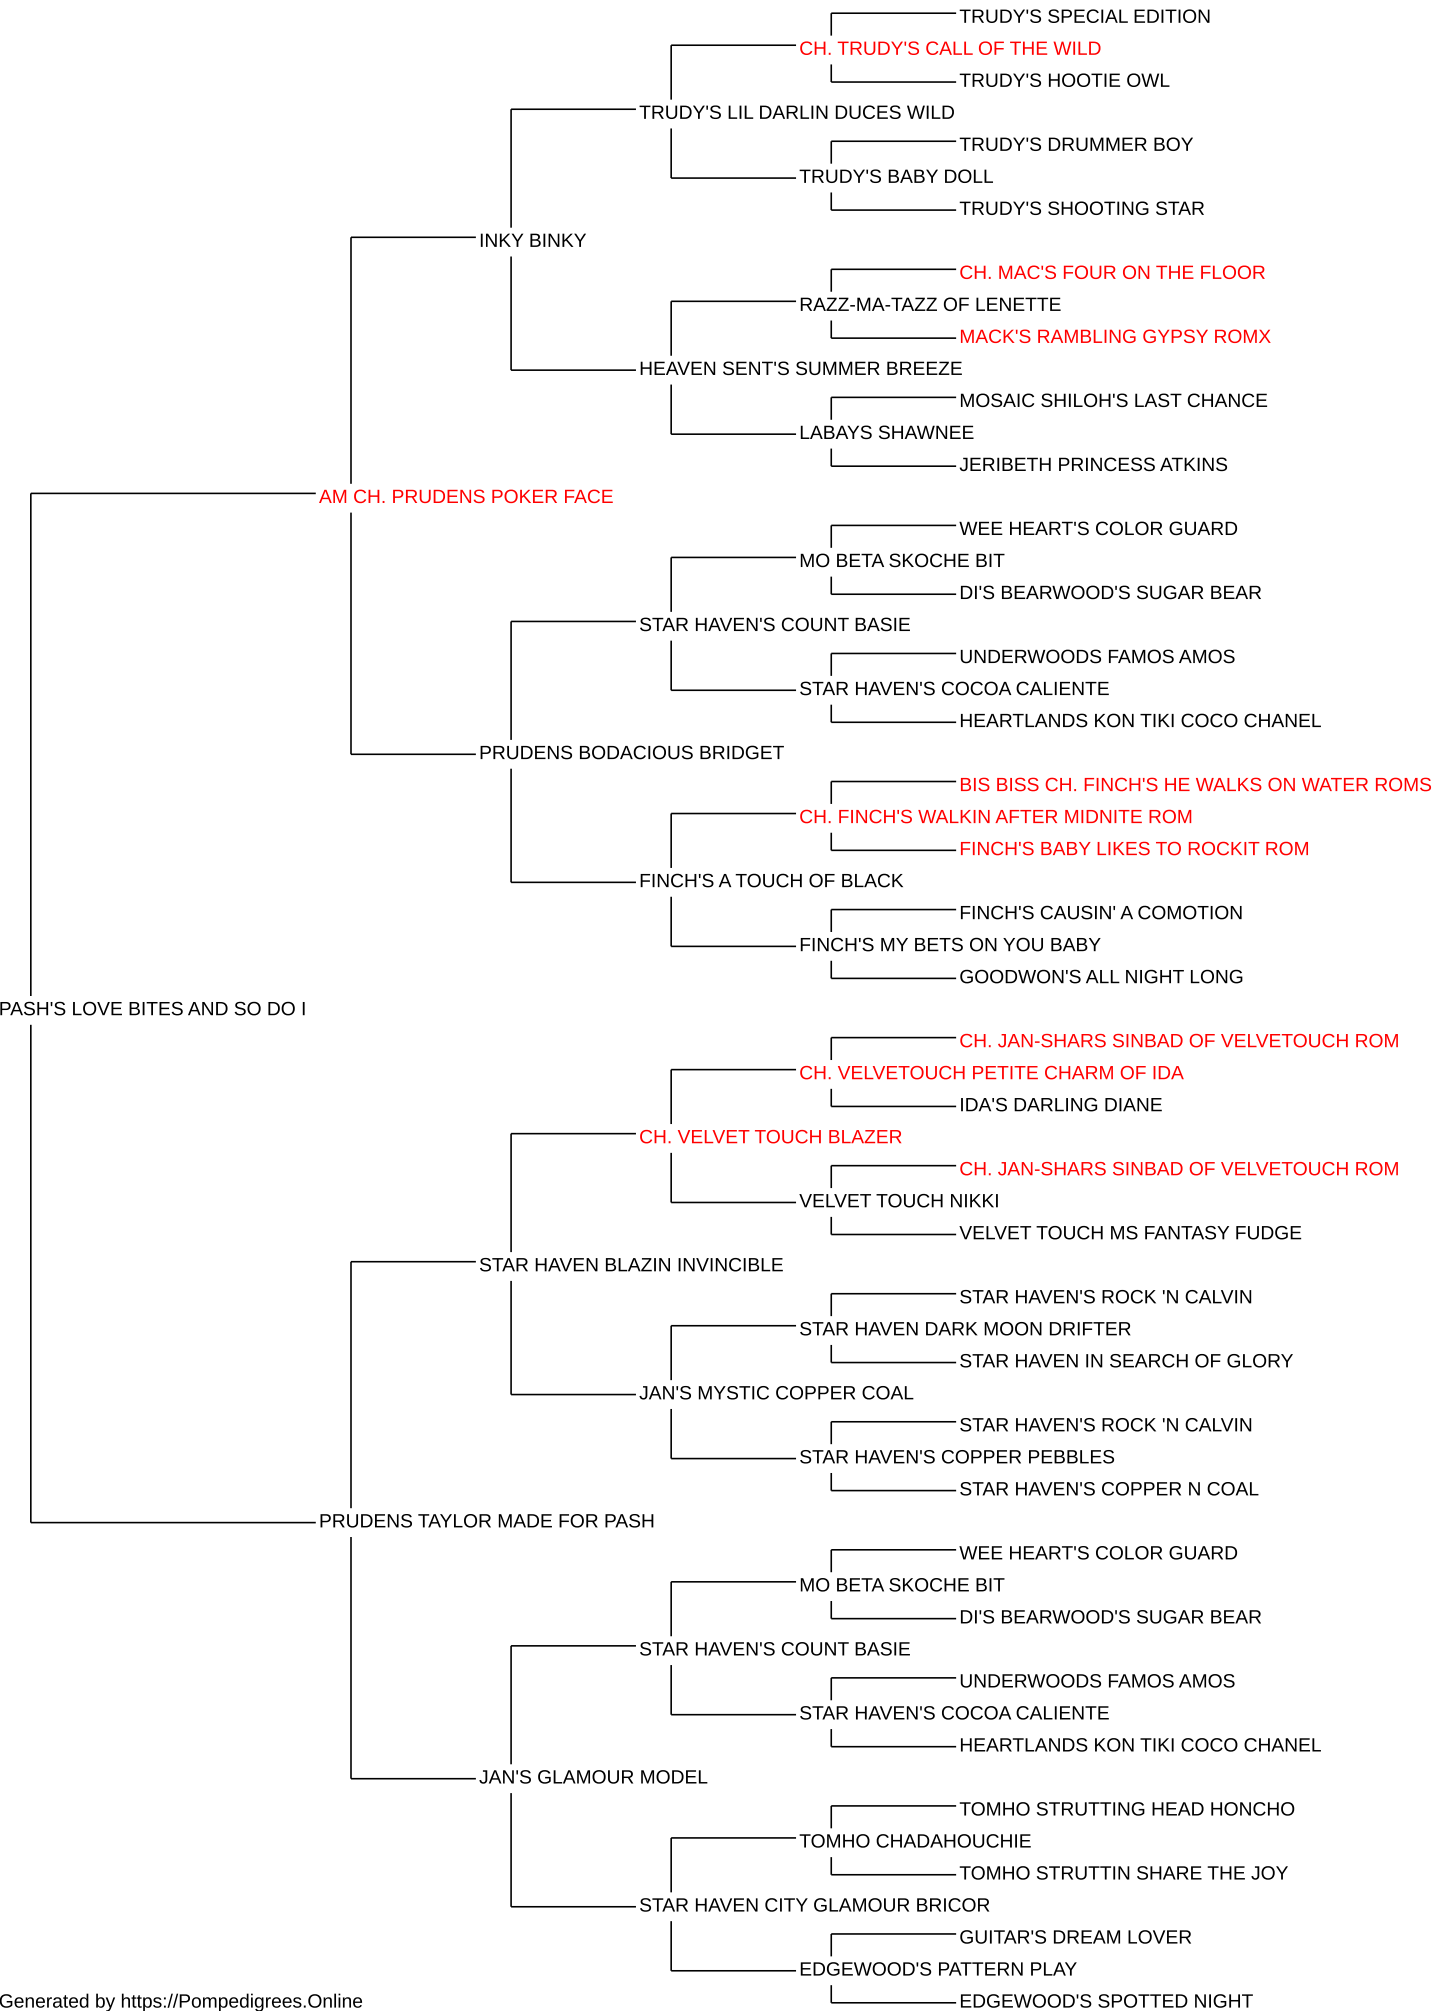 TRUDY'S SPECIAL EDITION
CH. TRUDY'S CALL OF THE WILD
TRUDY'S HOOTIE OWL
TRUDY'S LIL DARLIN DUCES WILD
TRUDY'S DRUMMER BOY
TRUDY'S BABY DOLL
TRUDY'S SHOOTING STAR
INKY BINKY
CH. MAC'S FOUR ON THE FLOOR
RAZZ-MA-TAZZ OF LENETTE
MACK'S RAMBLING GYPSY ROMX
HEAVEN SENT'S SUMMER BREEZE
MOSAIC SHILOH'S LAST CHANCE
LABAYS SHAWNEE
JERIBETH PRINCESS ATKINS
AM CH. PRUDENS POKER FACE
WEE HEART'S COLOR GUARD
MO BETA SKOCHE BIT
DI'S BEARWOOD'S SUGAR BEAR
STAR HAVEN'S COUNT BASIE
UNDERWOODS FAMOS AMOS
STAR HAVEN'S COCOA CALIENTE
HEARTLANDS KON TIKI COCO CHANEL
PRUDENS BODACIOUS BRIDGET
BIS BISS CH. FINCH'S HE WALKS ON WATER ROMS
CH. FINCH'S WALKIN AFTER MIDNITE ROM
FINCH'S BABY LIKES TO ROCKIT ROM
FINCH'S A TOUCH OF BLACK
FINCH'S CAUSIN' A COMOTION
FINCH'S MY BETS ON YOU BABY
GOODWON'S ALL NIGHT LONG
PASH'S LOVE BITES AND SO DO I
CH. JAN-SHARS SINBAD OF VELVETOUCH ROM
CH. VELVETOUCH PETITE CHARM OF IDA
IDA'S DARLING DIANE
CH. VELVET TOUCH BLAZER
CH. JAN-SHARS SINBAD OF VELVETOUCH ROM
VELVET TOUCH NIKKI
VELVET TOUCH MS FANTASY FUDGE
STAR HAVEN BLAZIN INVINCIBLE
STAR HAVEN'S ROCK 'N CALVIN
STAR HAVEN DARK MOON DRIFTER
STAR HAVEN IN SEARCH OF GLORY
JAN'S MYSTIC COPPER COAL
STAR HAVEN'S ROCK 'N CALVIN
STAR HAVEN'S COPPER PEBBLES
STAR HAVEN'S COPPER N COAL
PRUDENS TAYLOR MADE FOR PASH
WEE HEART'S COLOR GUARD
MO BETA SKOCHE BIT
DI'S BEARWOOD'S SUGAR BEAR
STAR HAVEN'S COUNT BASIE
UNDERWOODS FAMOS AMOS
STAR HAVEN'S COCOA CALIENTE
HEARTLANDS KON TIKI COCO CHANEL
JAN'S GLAMOUR MODEL
TOMHO STRUTTING HEAD HONCHO
TOMHO CHADAHOUCHIE
TOMHO STRUTTIN SHARE THE JOY
STAR HAVEN CITY GLAMOUR BRICOR
GUITAR'S DREAM LOVER
EDGEWOOD'S PATTERN PLAY
EDGEWOOD'S SPOTTED NIGHT
Generated by https://Pompedigrees.Online